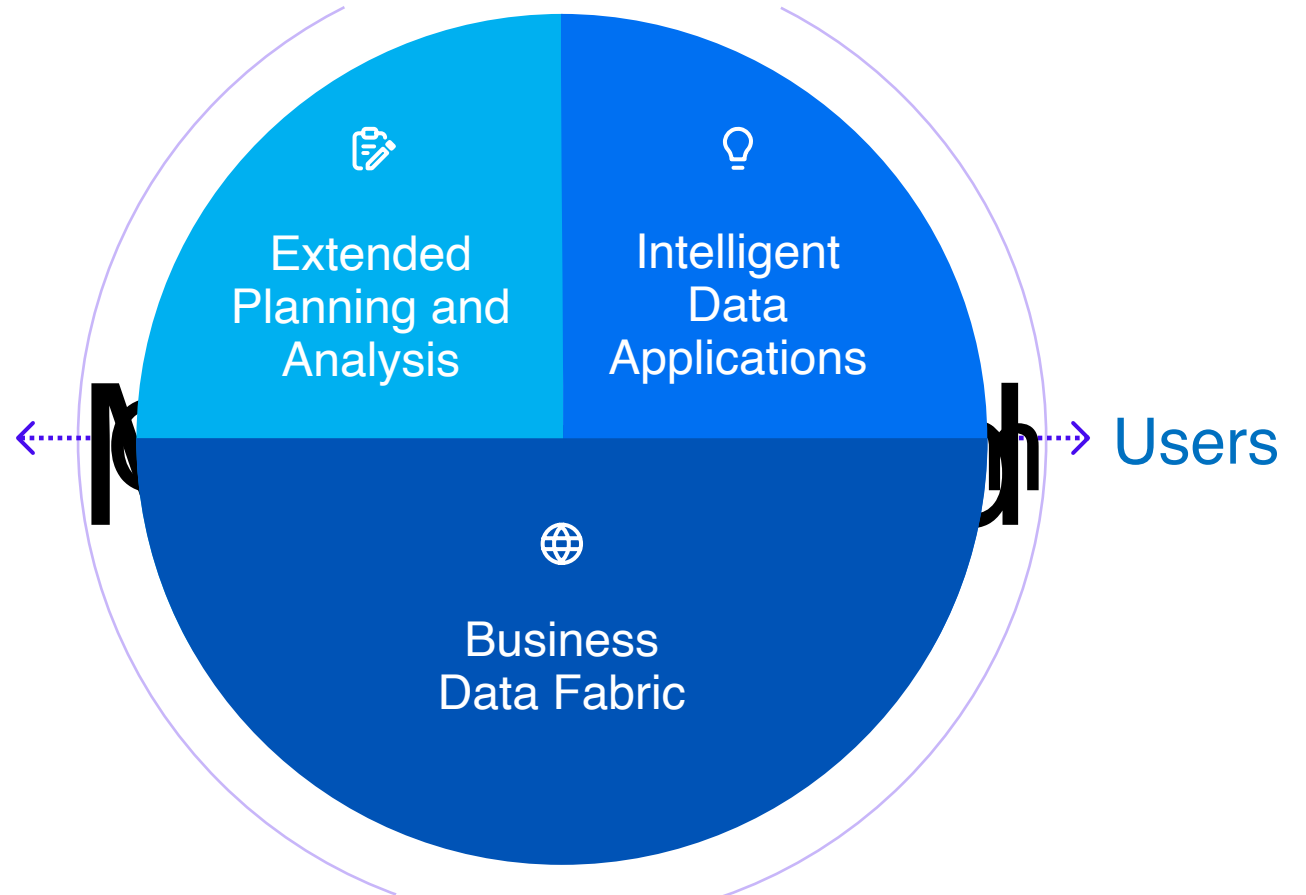 Extended
Planning and
Analysis
Intelligent
Data
Applications
Users
Business
Data Fabric